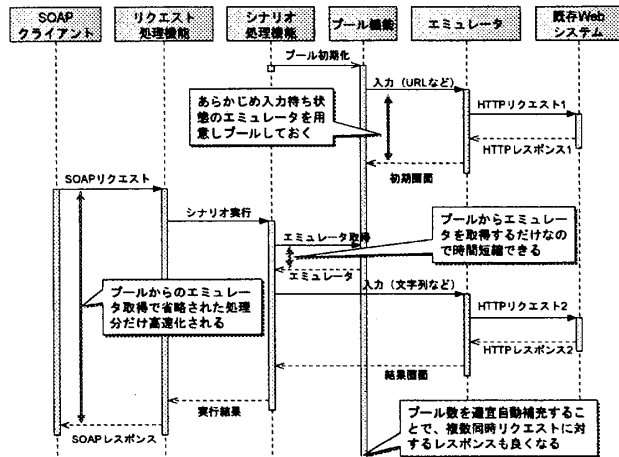 SOAP
クライアント
リクエスト
処理機能
シナリオ
処理機能
プール機能
エミュレータ
既存Web
システム
プール初期化
入力（URLなど）
HTTPリクエスト1
あらかじめ入力待ち状
態のエミュレータを用
意しプールしておく
HTTPレスポンス1
初期画面
SOAPリクエスト
シナリオ実行
エミュレータ取得
プールからエミュレー
タを取得するだけなの
で時間短縮できる
エミュレータ
入力（文字列など）
HTTPリクエスト2
プールからのエミュレー
タ取得で省略された処理
分だけ高速化される
HTTPレスポンス2
結果画面
実行結果
プール数を適宜自動補充するこ
とで、複数同時リクエストに対
するレスポンスも良くなる
SOAPレスポンス